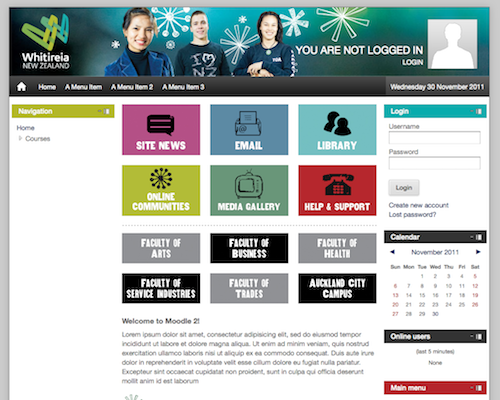 Whitireia
NEW ZEALAND
YOU ARE NOT LOGGED IN
LOGIN
Home
A Menu Item
A Menu Item 2
A Menu Item 3
Wednesday 30 November 2011
Navigation
Home
Courses
SITE NEWS
EMAIL
LIBRARY
ONLINE
COMMUNITIES
MEDIA GALLERY
HELP & SUPPORT
FACULTY OF
ARTS
FACULTY OF
BUSINESS
FACULTY OF
HEALTH
FACULTY OF
SERVICE INDUSTRIES
FACULTY OF
TRADES
AUCKLAND CITY
CAMPUS
Welcome to Moodle 2!
Lorem ipsum dolor sit amet, consectetur adipisicing elit, sed do eiusmod tempor
incididunt ut labore et dolore magna aliqua. Ut enim ad minim veniam, quis nostrud
exercitation ullamco laboris nisi ut aliquip ex ea commodo consequat. Duis aute irure
dolor in reprehenderit in voluptate velit esse cillum dolore eu fugiat nulla pariatur.
Excepteur sint occaecat cupidatat non proident, sunt in culpa qui officia deserunt
mollit anim id est laborum
Login
Username
Password
Login
Create new account
Lost password?
Calendar
November 2011
Sun Mon Tue Wed Thu Fri Sat
1 2 3 4 5
6 7 8 9 10 11 12
13 14 15 16 17 18 19
20 21 22 23 24 25 26
27 28 29 30
Online users
(last 5 minutes)
None
Main menu